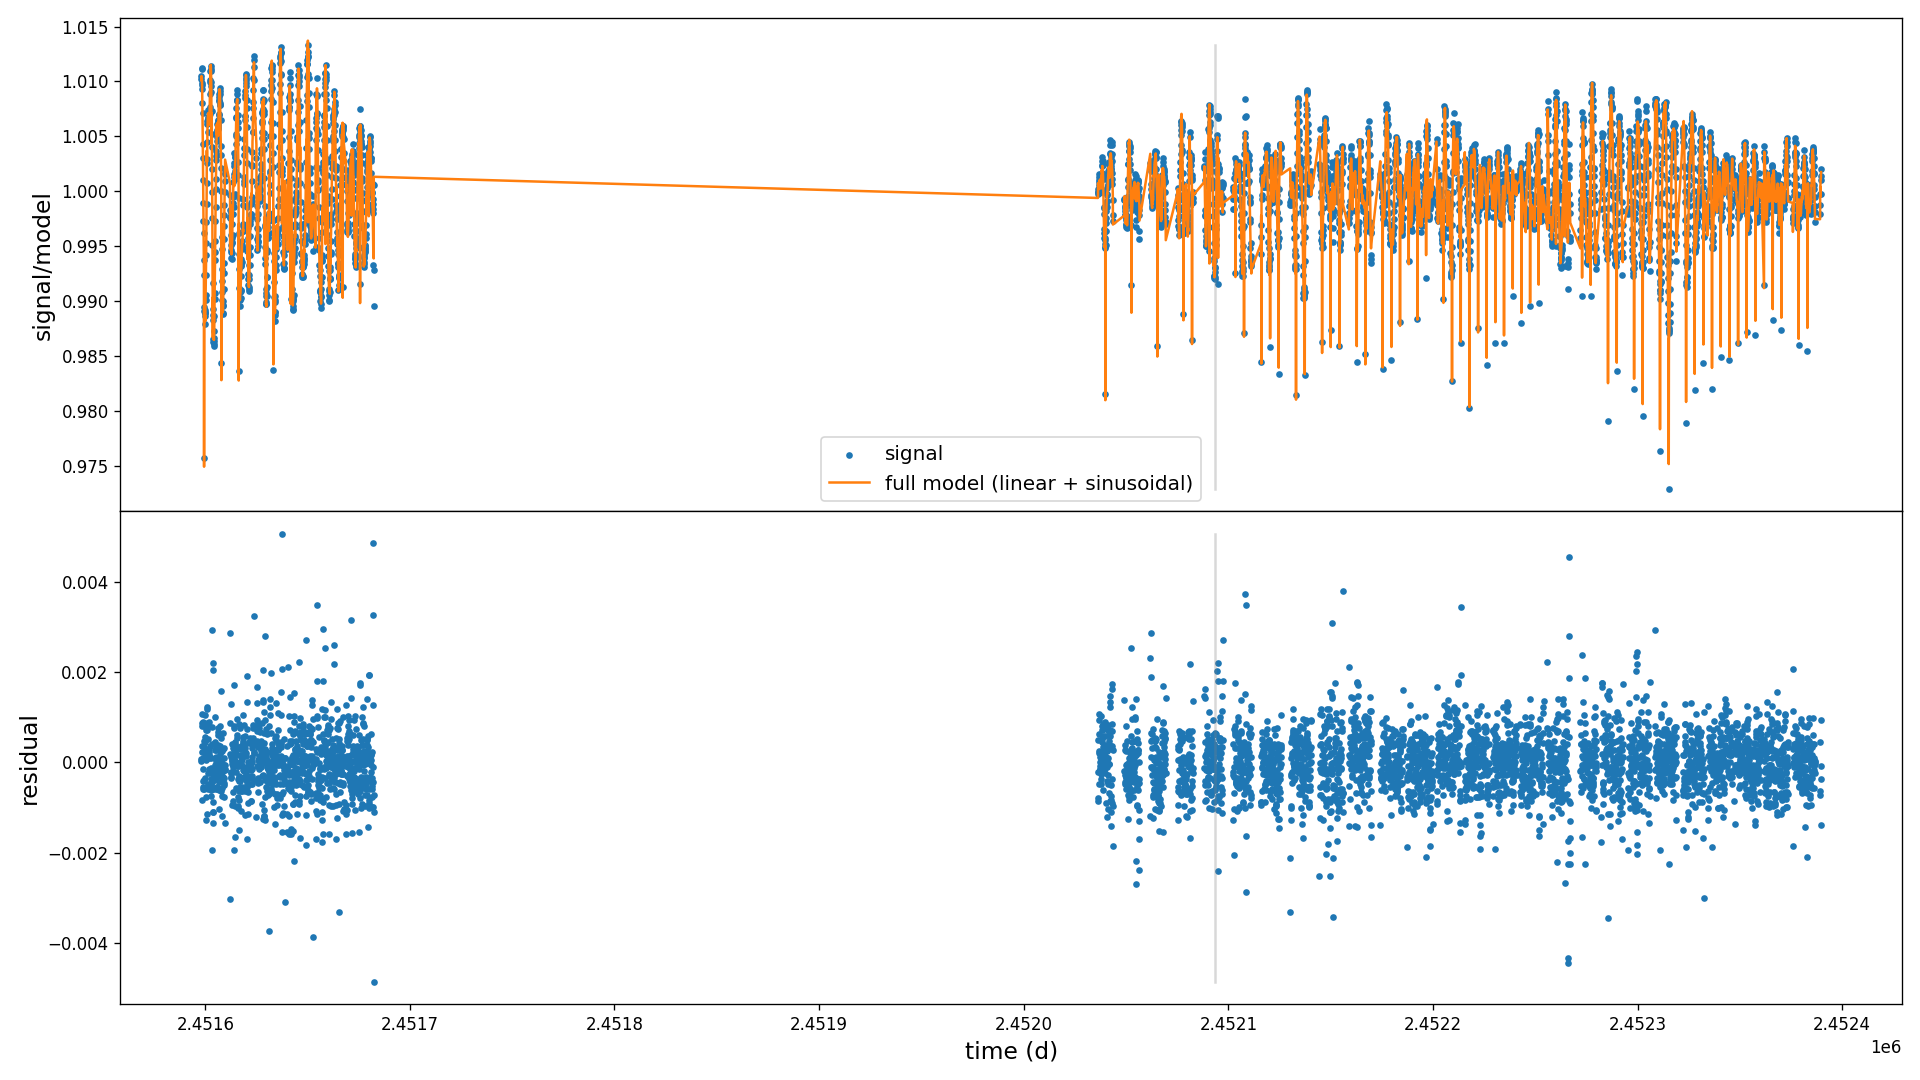 1.015
1.010
1.005
1.000
0.995
0.990
0.985
0.980
0.975
signal/model
signal
full model (linear + sinusoidal)
0.004
0.002
0.000
−0.002
−0.004
residual
2.4516 2.4517 2.4518 2.4519 2.4520 2.4521 2.4522 2.4523 2.4524
time (d)
1e6